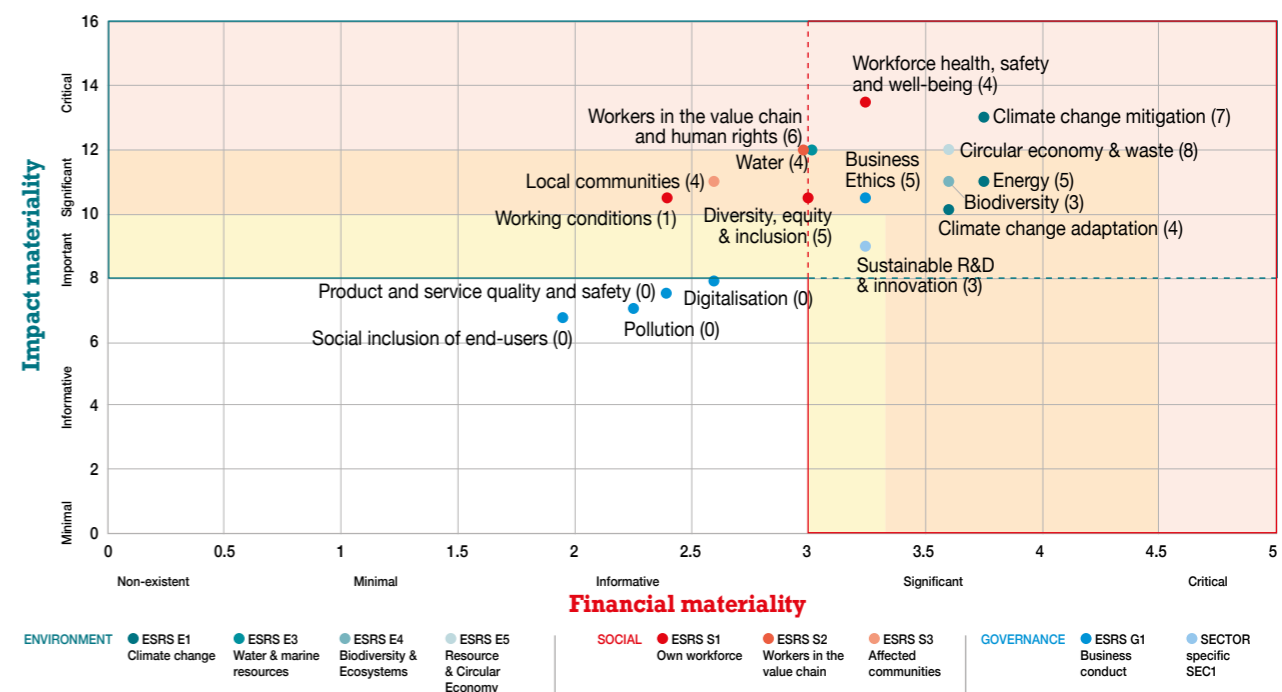 16
14
12
10
8
6
4
2
0
Impact materiality
Critical
Significant
Important
Informative
Minimal
Workforce health, safety
and well-being (4)
Climate change mitigation (7)
Workers in the value chain
and human rights (6)
Water (4)
Business
Ethics (5)
Circular economy & waste (8)
Local communities (4)
Energy (5)
Biodiversity (3)
Working conditions (1)
Diversity, equity
& inclusion (5)
Climate change adaptation (4)
Sustainable R&D
& innovation (3)
Product and service quality and safety (0)
Digitalisation (0)
Pollution (0)
Social inclusion of end-users (0)
0 0.5 1 1.5 2 2.5 3 3.5 4 4.5 5
Non-existent Minimal Informative Significant Critical
Financial materiality
ENVIRONMENT
ESRS E1
Climate change
ESRS E3
Water & marine
resources
ESRS E4
Biodiversity &
Ecosystems
ESRS E5
Resource
& Circular
Economy
SOCIAL
ESRS S1
Own workforce
ESRS S2
Workers in the
value chain
ESRS S3
Affected
communities
GOVERNANCE
ESRS G1
Business
conduct
SECTOR
specific
SEC1